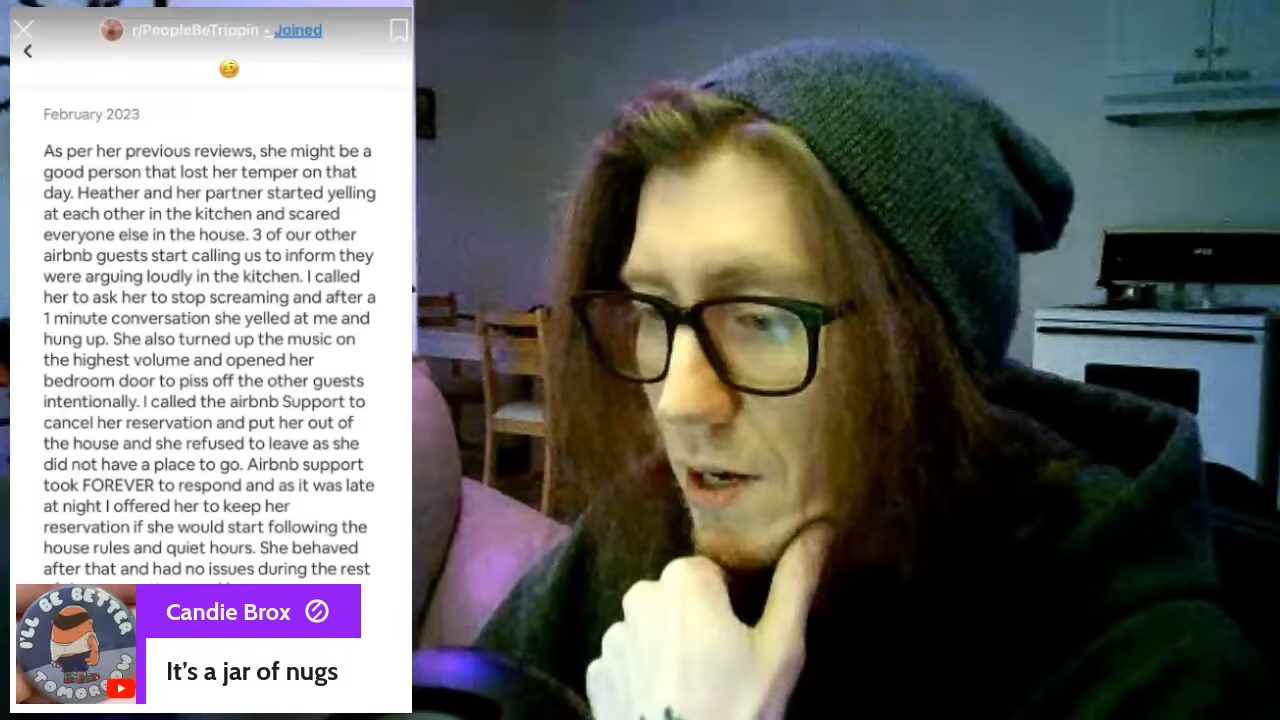 r/PeopleBeTrippin · Joined
February 2023
As per her previous reviews, she might be a
good person that lost her temper on that
day. Heather and her partner started yelling
at each other in the kitchen and scared
everyone else in the house. 3 of our other
airbnb guests start calling us to inform they
were arguing loudly in the kitchen. I called
her to ask her to stop screaming and after a
1 minute conversation she yelled at me and
hung up. She also turned up the music on
the highest volume and opened her
bedroom door to piss off the other guests
intentionally. I called the airbnb Support to
cancel her reservation and put her out of
the house and she refused to leave as she
did not have a place to go. Airbnb support
took FOREVER to respond and as it was late
at night I offered her to keep her
reservation if she would start following the
house rules and quiet hours. She behaved
after that and had no issues during the rest
I'LL BE BETTER
TOMORROW
Candie Brox
It's a jar of nugs